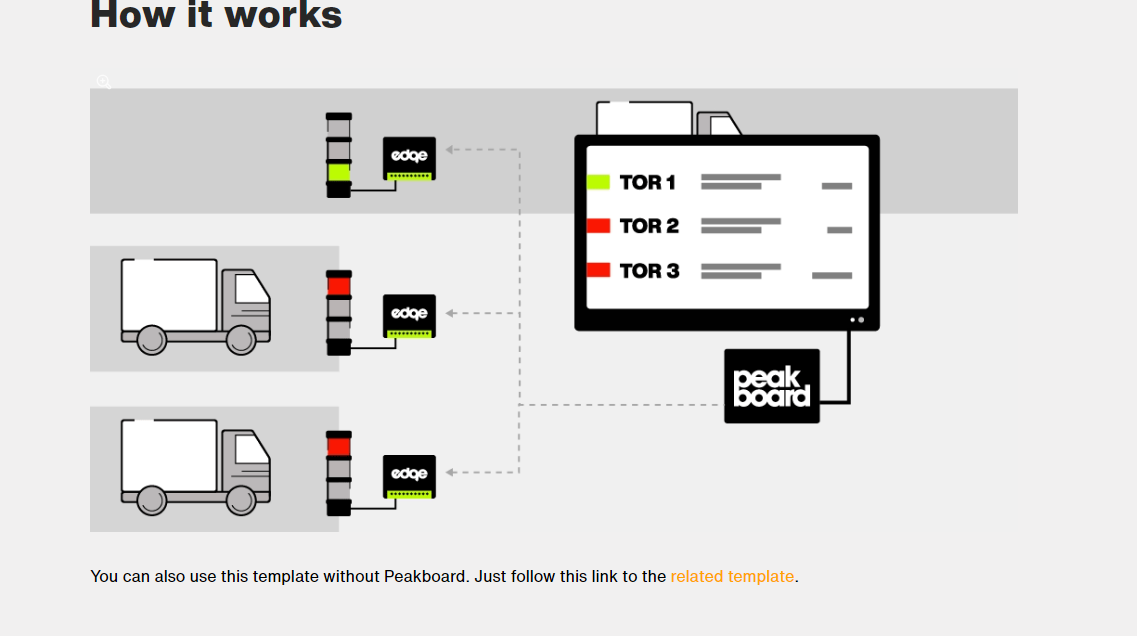 How it works
edge
TOR 1
TOR 2
TOR 3
edge
peak
board
edge
You can also use this template without Peakboard. Just follow this link to the related template.